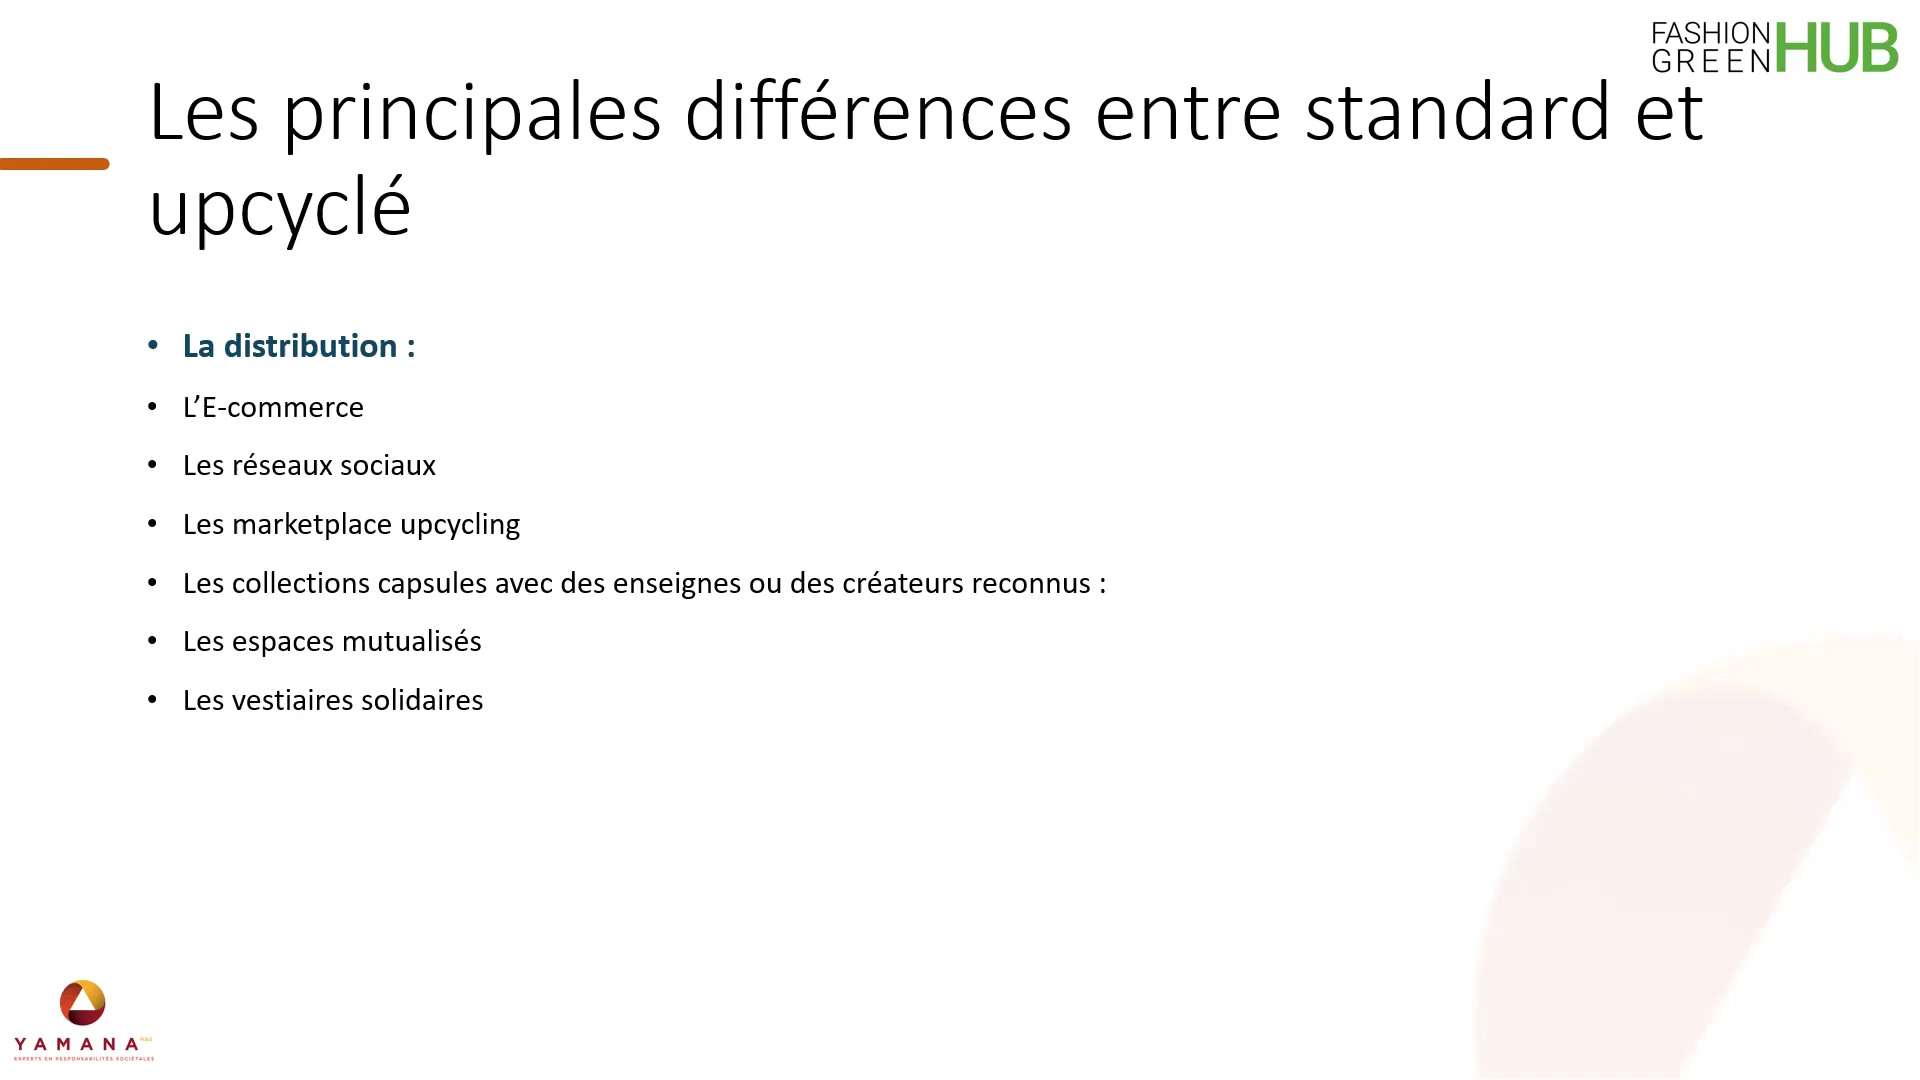 FASHION
GREEN HUB
Les principales différences entre standard et
upcyclé
• La distribution :
• L’E-commerce
• Les réseaux sociaux
• Les marketplace upcycling
• Les collections capsules avec des enseignes ou des créateurs reconnus :
• Les espaces mutualisés
• Les vestiaires solidaires
YAMANA
EXPERTS EN RESPONSABILITÉS SOCIÉTALES